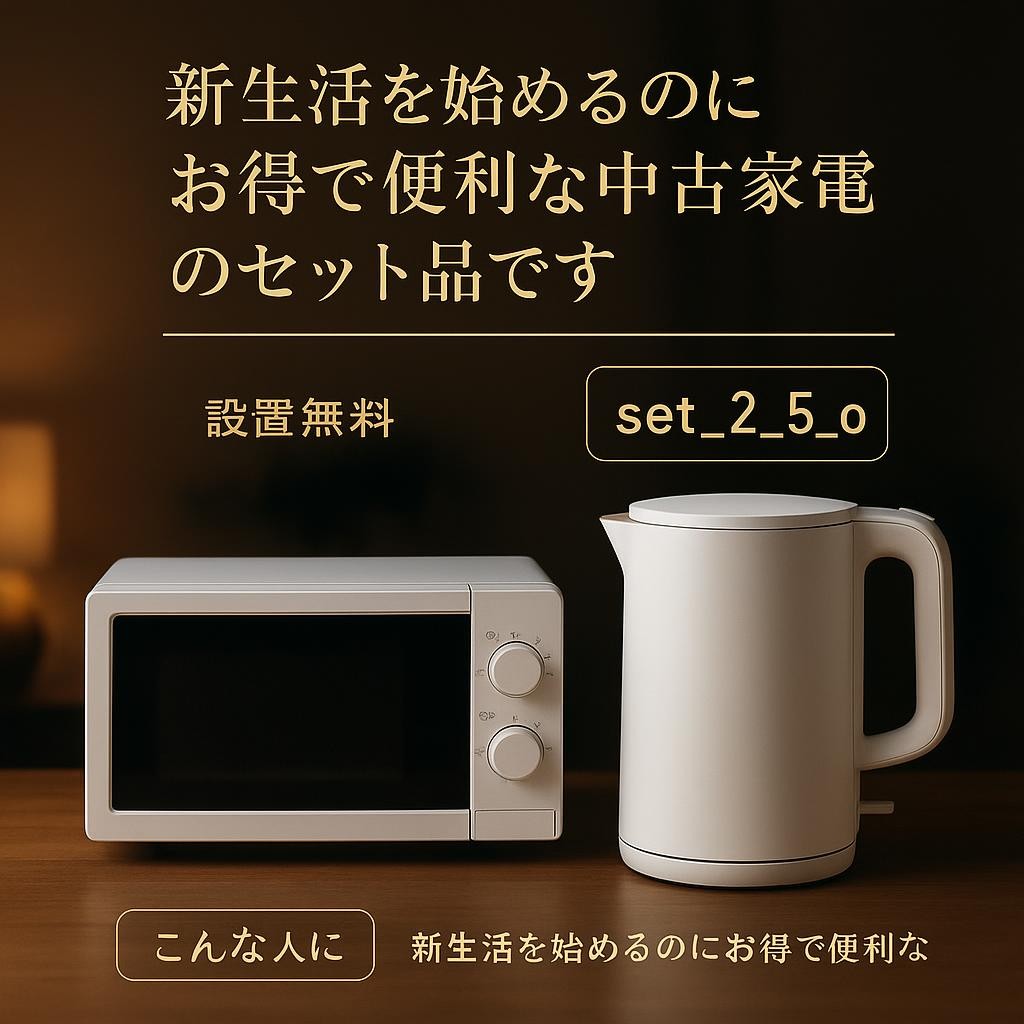 新生活を始めるのに
お得で便利な中古家電
のセット品です
設置無料
set_2_5_o
こんな人に
新生活を始めるのにお得で便利な